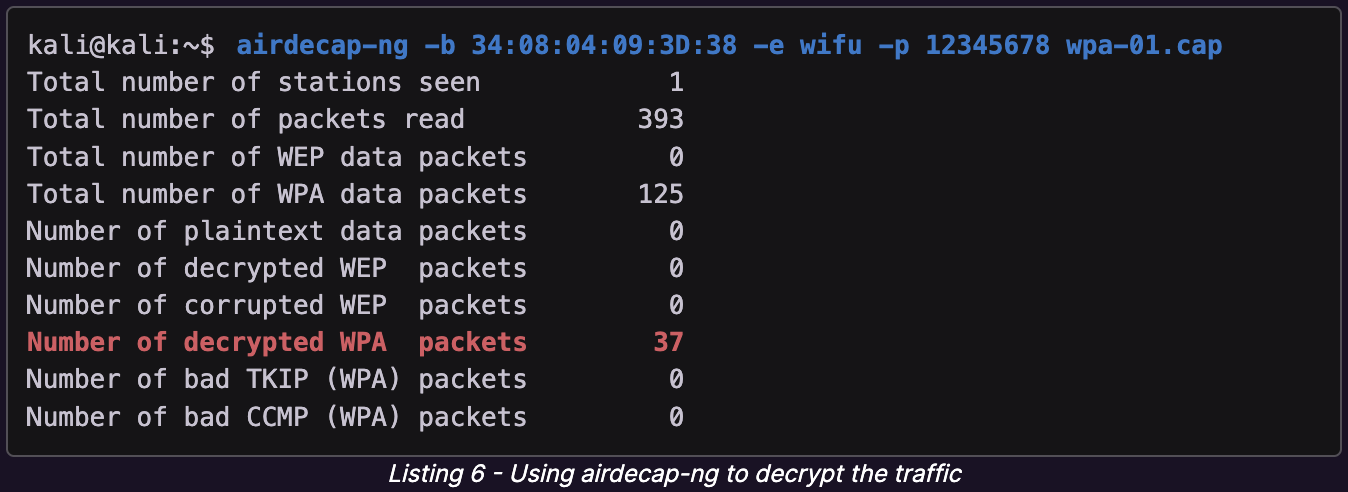 kali@kali:~$ airdecap-ng -b 34:08:04:09:3D:38 -e wifu -p 12345678 wpa-01.cap
Total number of stations seen            1
Total number of packets read           393
Total number of WEP data packets         0
Total number of WPA data packets       125
Number of plaintext data packets         0
Number of decrypted WEP  packets         0
Number of corrupted WEP  packets         0
Number of decrypted WPA  packets        37
Number of bad TKIP (WPA) packets         0
Number of bad CCMP (WPA) packets         0
Listing 6 - Using airdecap-ng to decrypt the traffic